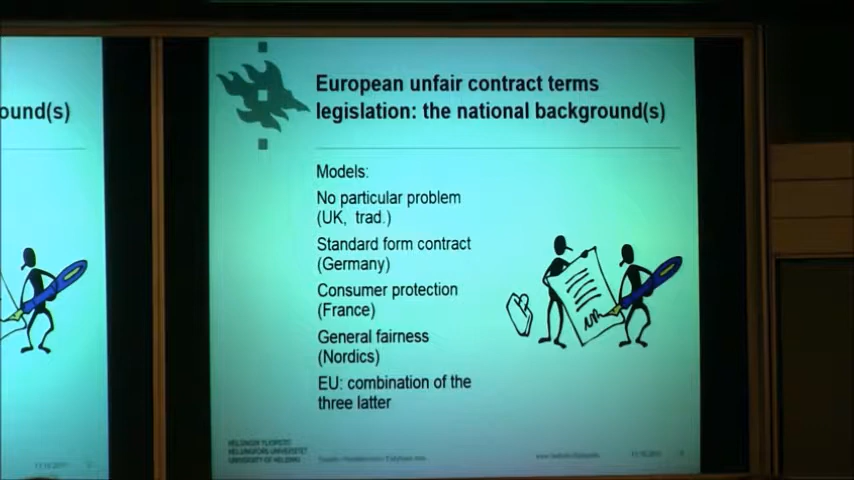 ound(s)
European unfair contract terms
legislation: the national background(s)
Models:
No particular problem
(UK, trad.)
Standard form contract
(Germany)
Consumer protection
(France)
General fairness
(Nordics)
EU: combination of the
three latter
HELSINGIN YLIOPISTO
HELSINGFORS UNIVERSITET
UNIVERSITY OF HELSINKI